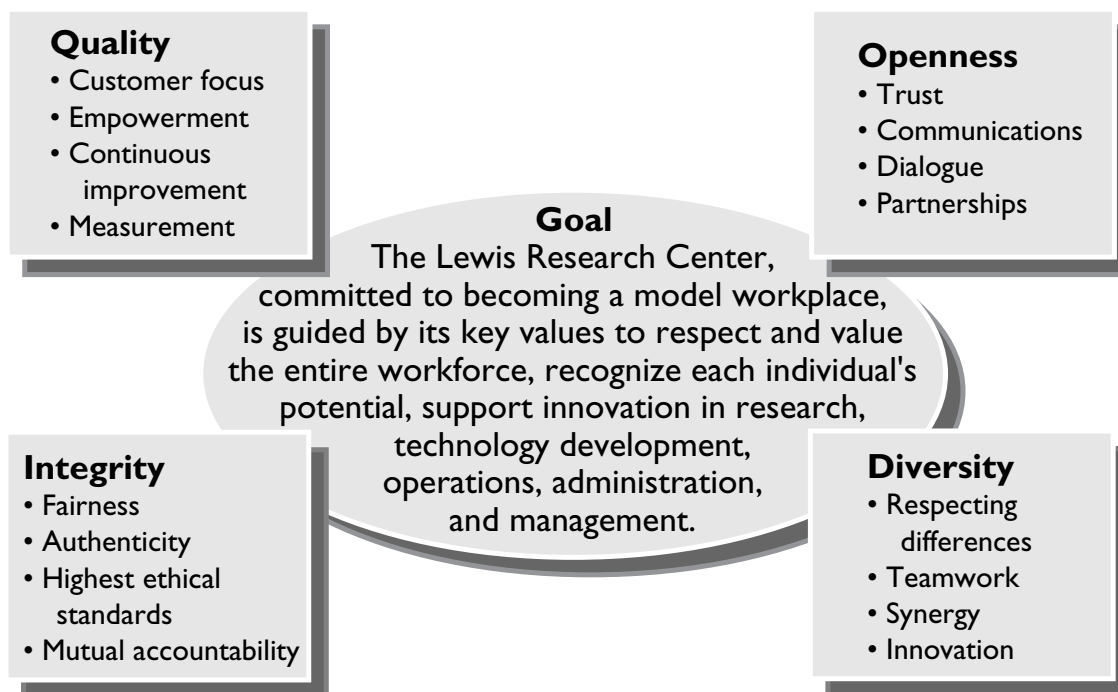 Quality
• Customer focus
• Empowerment
• Continuous
improvement
• Measurement
Openness
• Trust
• Communications
• Dialogue
• Partnerships
Goal
The Lewis Research Center,
committed to becoming a model workplace,
is guided by its key values to respect and value
the entire workforce, recognize each individual's
potential, support innovation in research,
technology development,
operations, administration,
and management.
Integrity
• Fairness
• Authenticity
• Highest ethical
standards
• Mutual accountability
Diversity
• Respecting
differences
• Teamwork
• Synergy
• Innovation